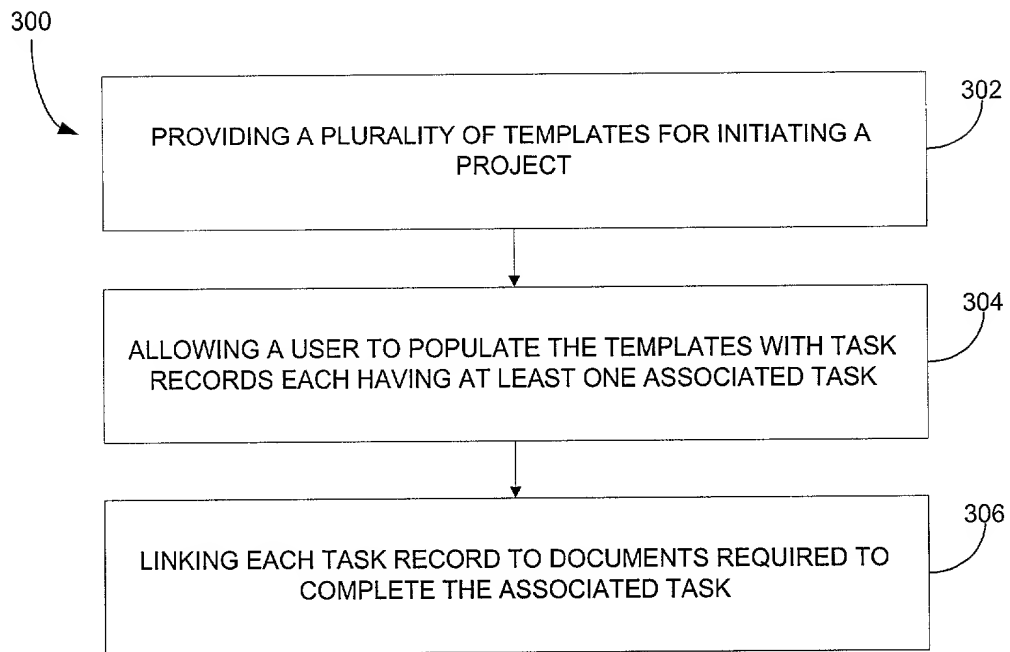 300
302
PROVIDING A PLURALITY OF TEMPLATES FOR INITIATING A
PROJECT
304
ALLOWING A USER TO POPULATE THE TEMPLATES WITH TASK
RECORDS EACH HAVING AT LEAST ONE ASSOCIATED TASK
306
LINKING EACH TASK RECORD TO DOCUMENTS REQUIRED TO
COMPLETE THE ASSOCIATED TASK